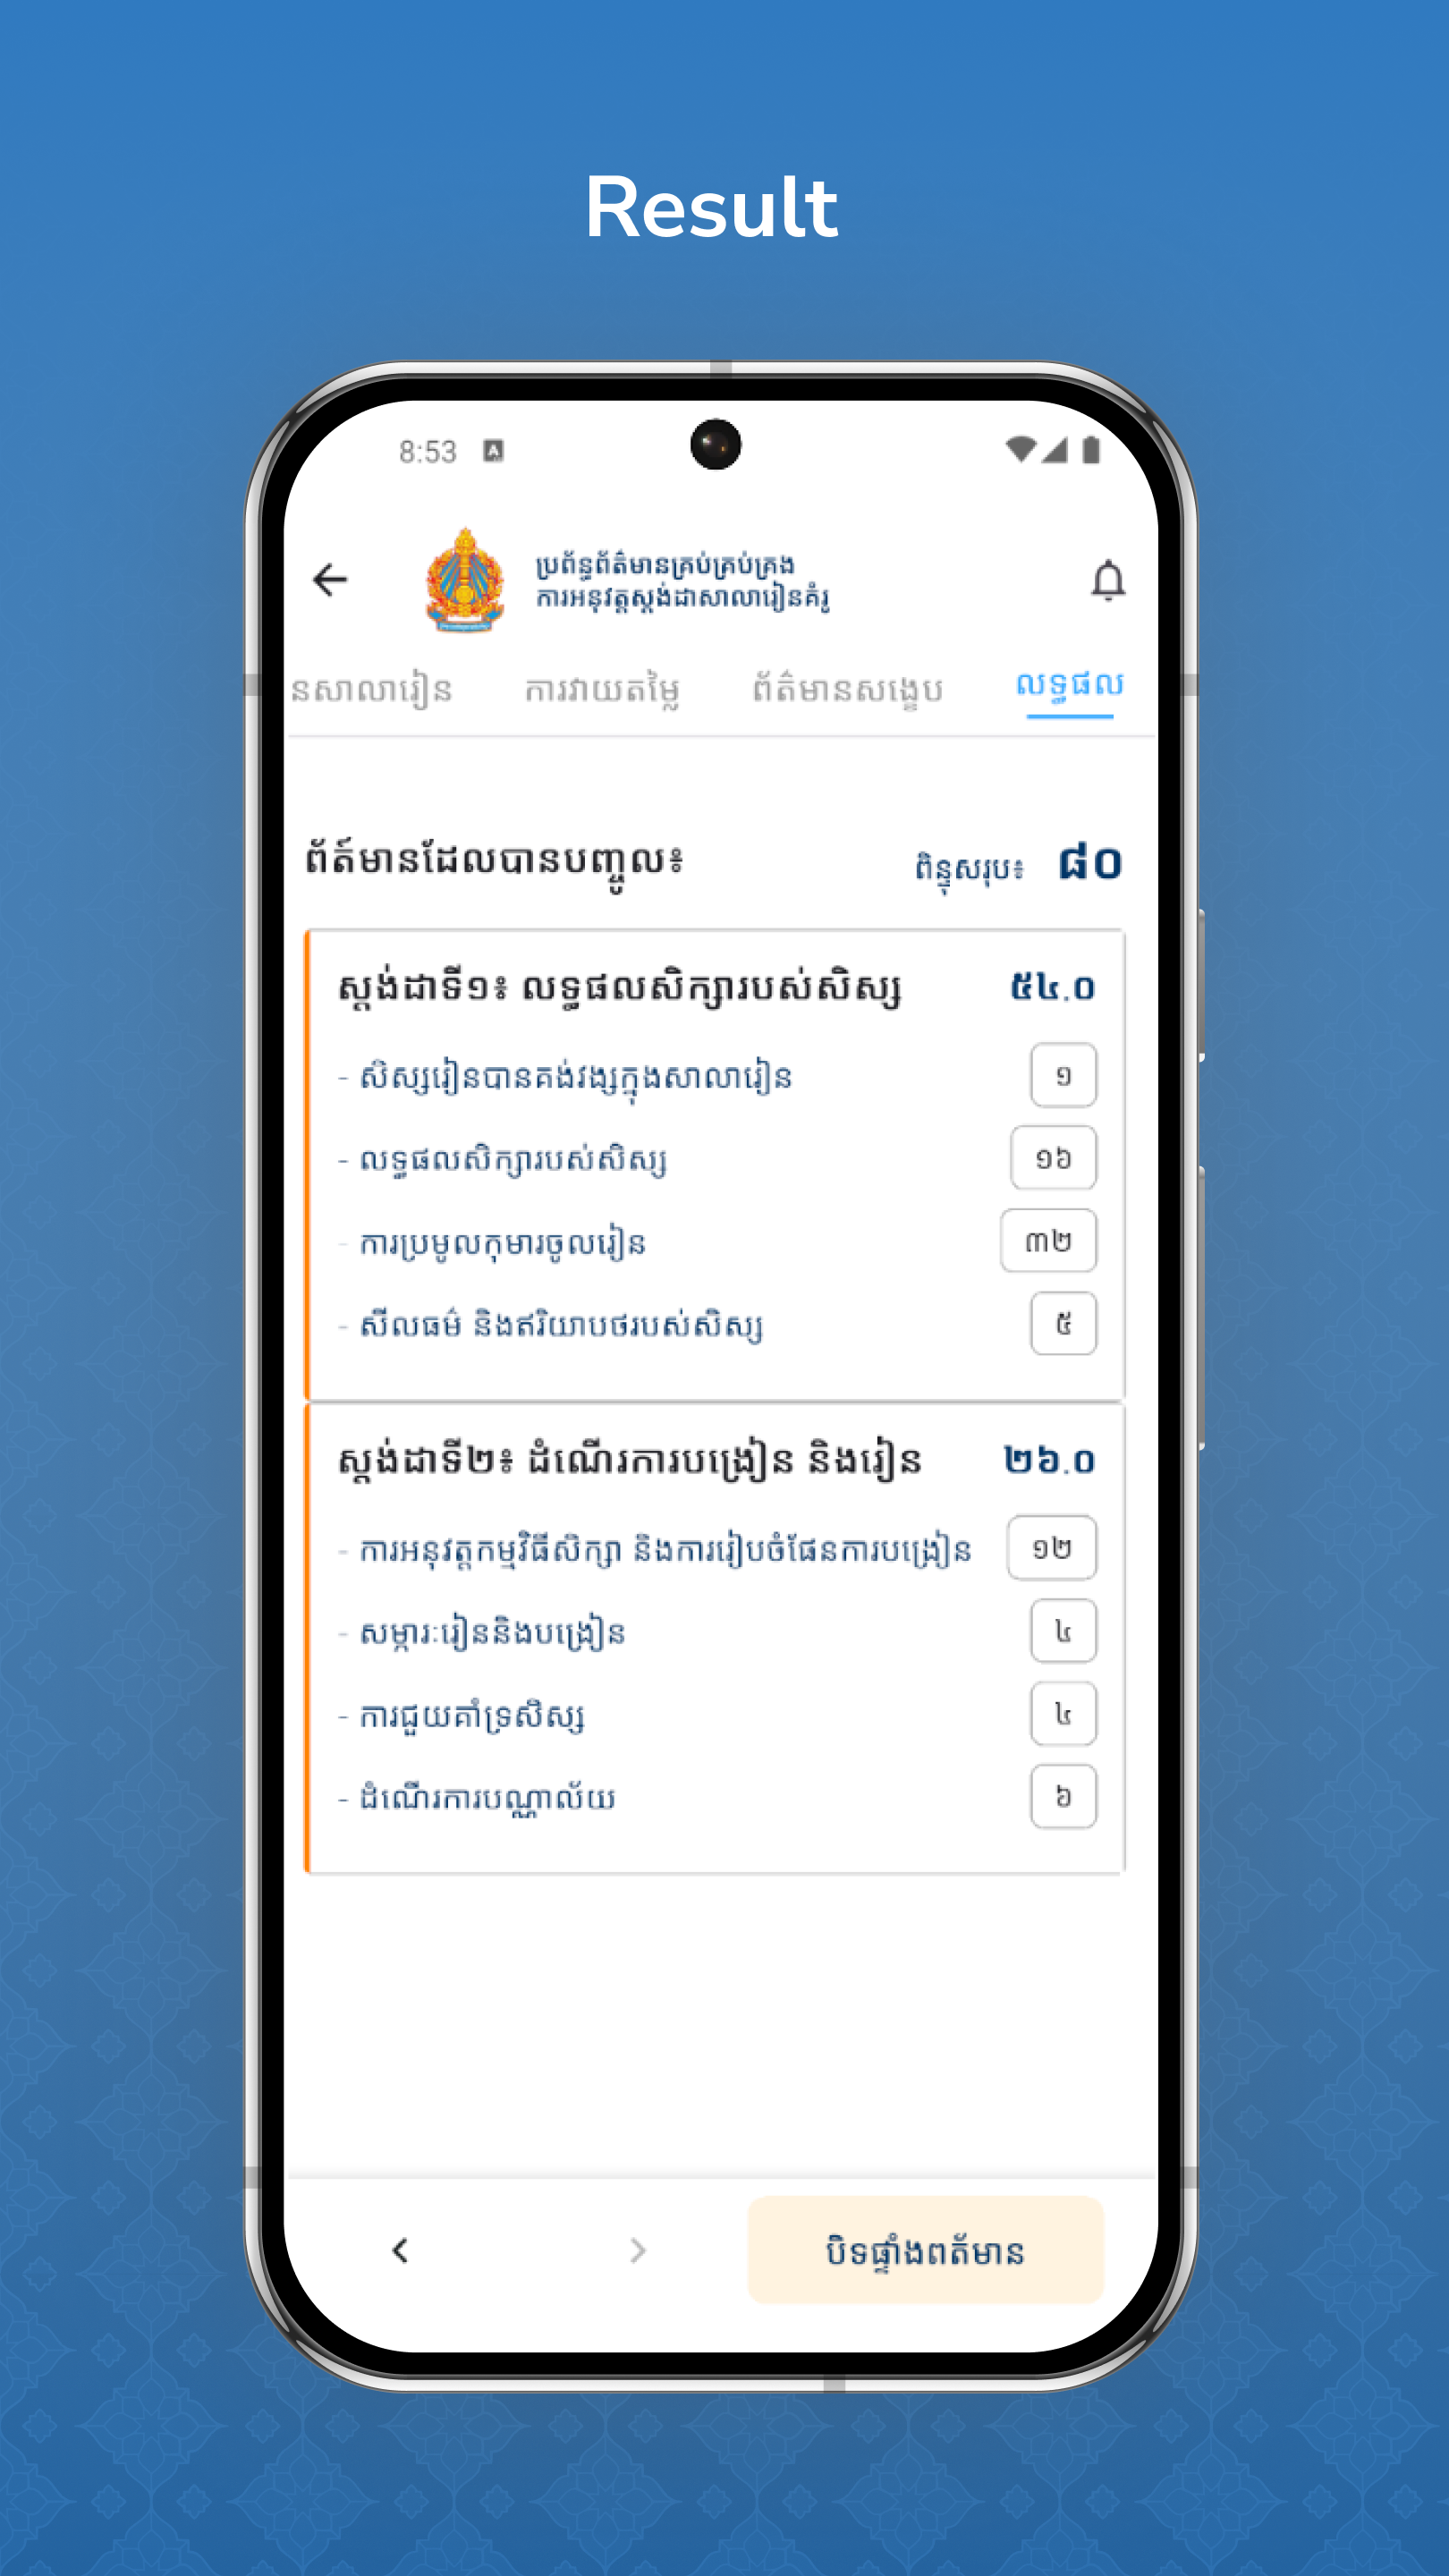 Result
8:53
ប្រព័ន្ធព័ត៌មានគ្រប់គ្រប់គ្រង
ការអនុវត្តស្តង់ដាសាលារៀនគំរូ
នសាលារៀន ការវាយតម្លៃ ព័ត៌មានសង្ខេប លទ្ធផល
ព័ត៍មានដែលបានបញ្ចូល៖ ពិន្ទុសរុប៖ ៨០
ស្តង់ដាទី១៖ លទ្ធផលសិក្សារបស់សិស្ស ៥៤.០
- សិស្សរៀនបានគង់វង្សក្នុងសាលារៀន ១
- លទ្ធផលសិក្សារបស់សិស្ស ១៦
- ការប្រមូលកុមារចូលរៀន ៣២
- សីលធម៌ និងឥរិយាបថរបស់សិស្ស ៥
ស្តង់ដាទី២៖ ដំណើរការបង្រៀន និងរៀន ២៦.០
- ការអនុវត្តកម្មវិធីសិក្សា និងការរៀបចំផែនការបង្រៀន ១២
- សម្ភារៈរៀននិងបង្រៀន ៤
- ការជួយគាំទ្រសិស្ស ៤
- ដំណើរការបណ្ណាល័យ ៦
បិទផ្ទាំងពត័មាន